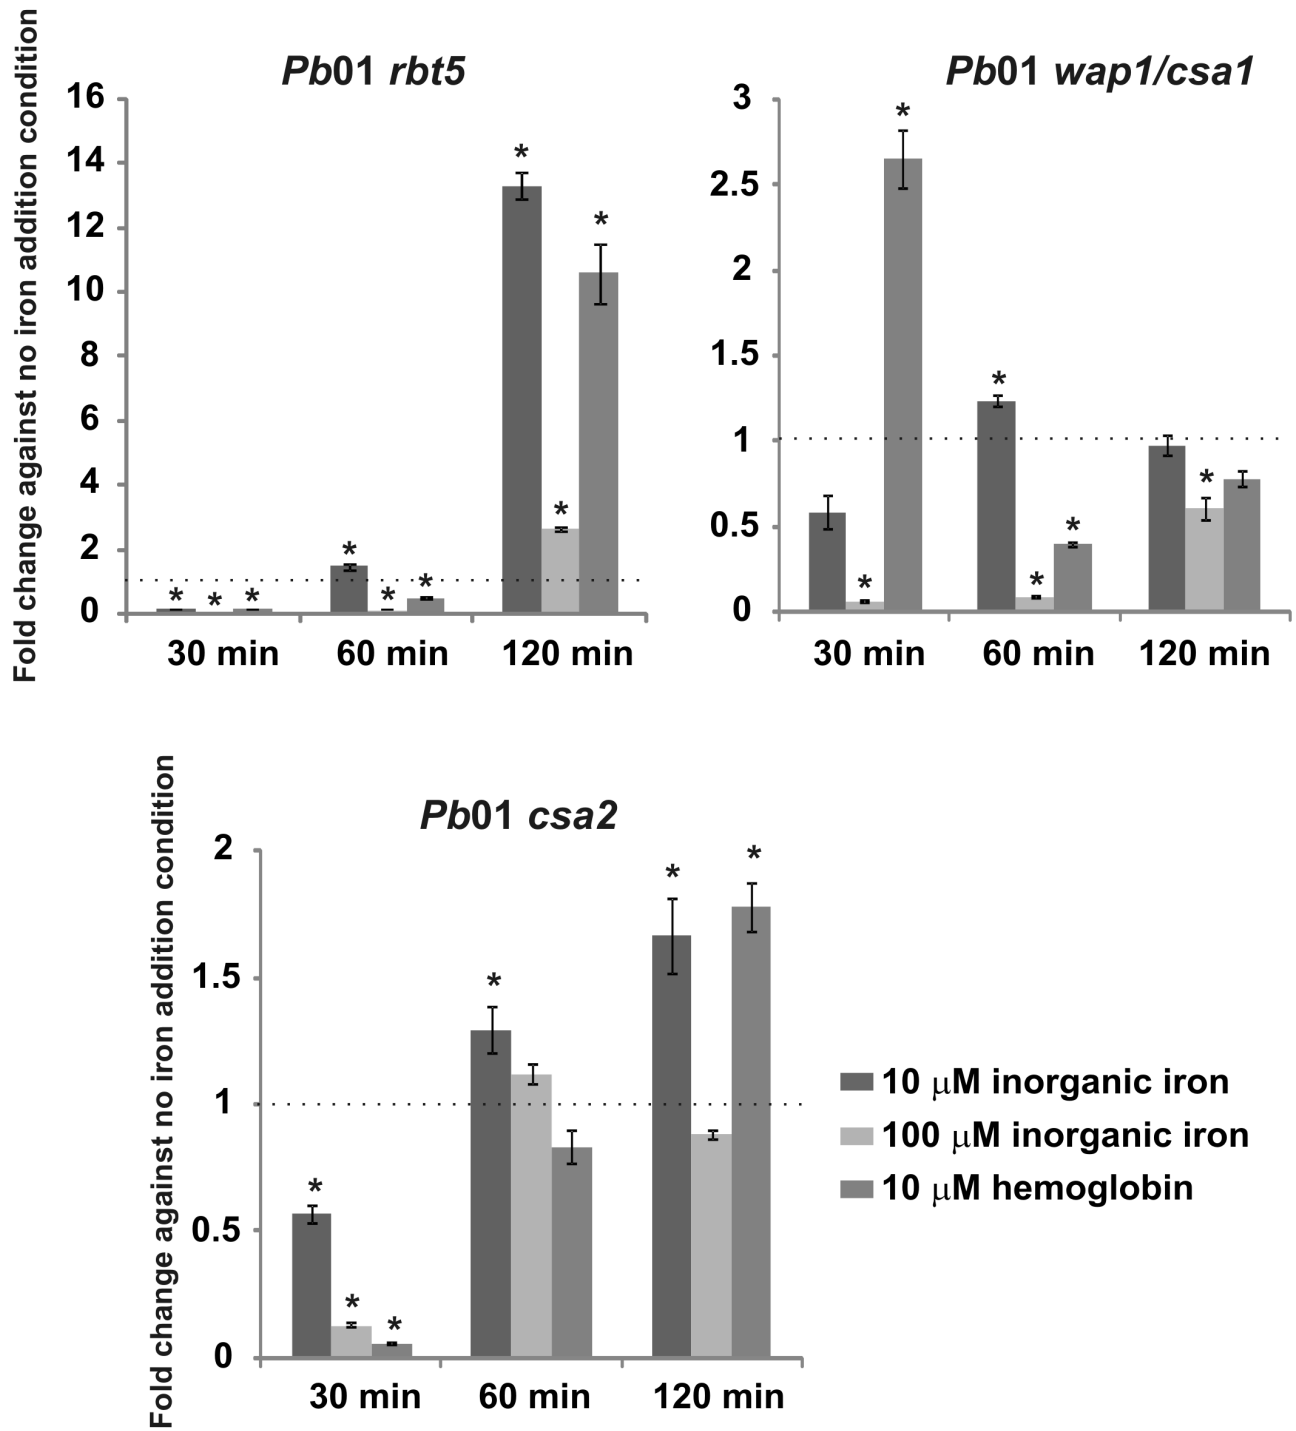 Fold change against no iron addition condition
Pb01 rbt5
16
14
12
10
8
6
4
2
0
* * *
* * *
* * *
30 min 60 min 120 min
Pb01 wap1/csa1
3
2.5
2
1.5
1
0.5
0
* *
* * *
*
30 min 60 min 120 min
Fold change against no iron addition condition
Pb01 csa2
2
1.5
1
0.5
0
* * *
*
* *
30 min 60 min 120 min
10 μM inorganic iron
100 μM inorganic iron
10 μM hemoglobin